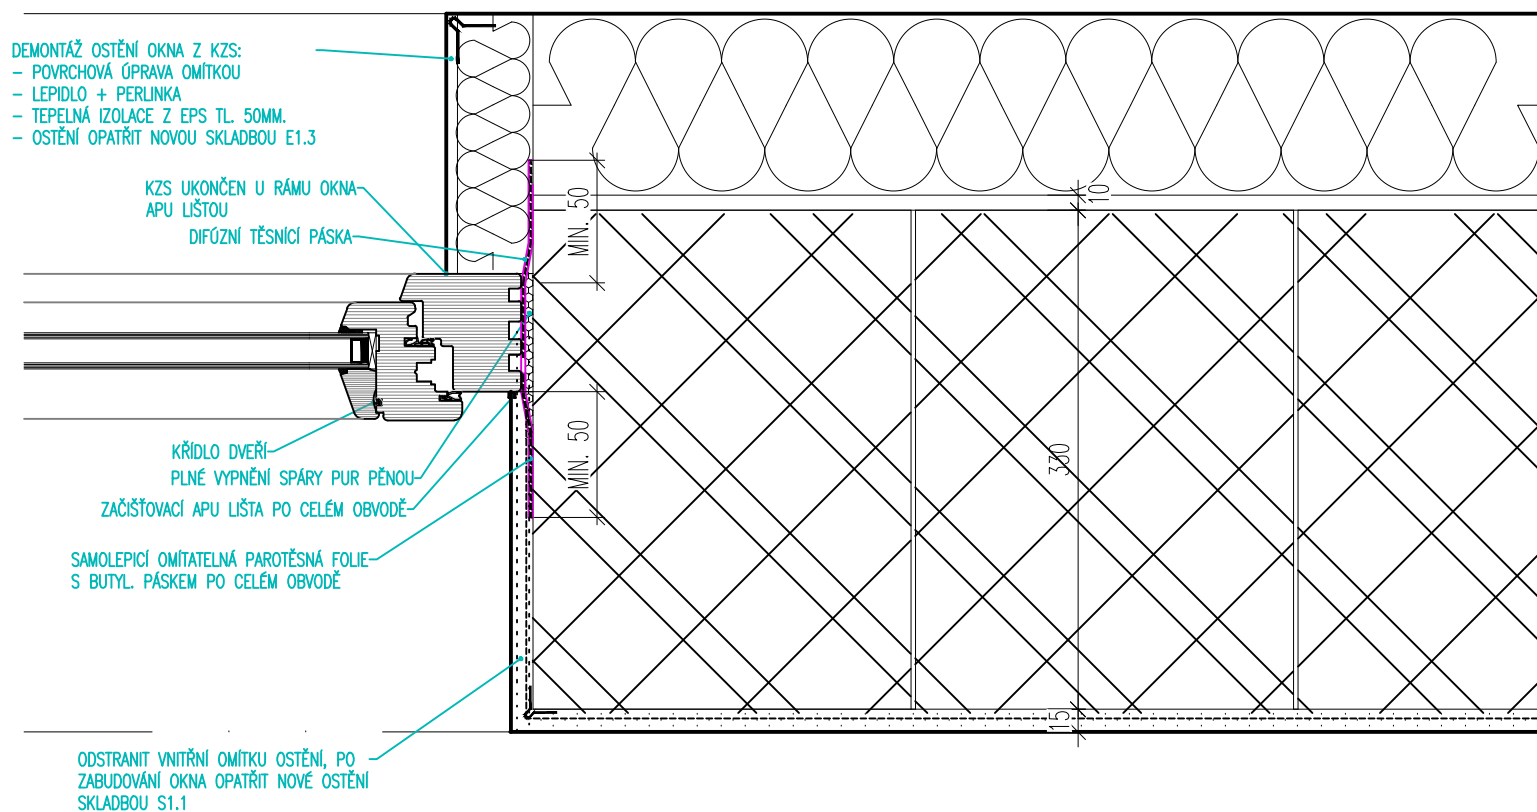 DEMONTÁŽ OSTĚNÍ OKNA Z KZS:
– POVRCHOVÁ ÚPRAVA OMÍTKOU
– LEPIDLO + PERLINKA
– TEPELNÁ IZOLACE Z EPS TL. 50MM.
– OSTĚNÍ OPATŘIT NOVOU SKLADBOU E1.3
KZS UKONČEN U RÁMU OKNA
APU LIŠTOU
DIFÚZNÍ TĚSNÍCÍ PÁSKA
MIN. 50
10
KŘÍDLO DVEŘÍ
PLNÉ VYPNĚNÍ SPÁRY PUR PĚNOU
ZAČIŠŤOVACÍ APU LIŠTA PO CELÉM OBVODĚ
MIN. 50
330
SAMOLEPICÍ OMÍTATELNÁ PAROTĚSNÁ FOLIE
S BUTYL. PÁSKEM PO CELÉM OBVODĚ
15
ODSTRANIT VNITŘNÍ OMÍTKU OSTĚNÍ, PO
ZABUDOVÁNÍ OKNA OPATŘIT NOVÉ OSTĚNÍ
SKLADBOU S1.1